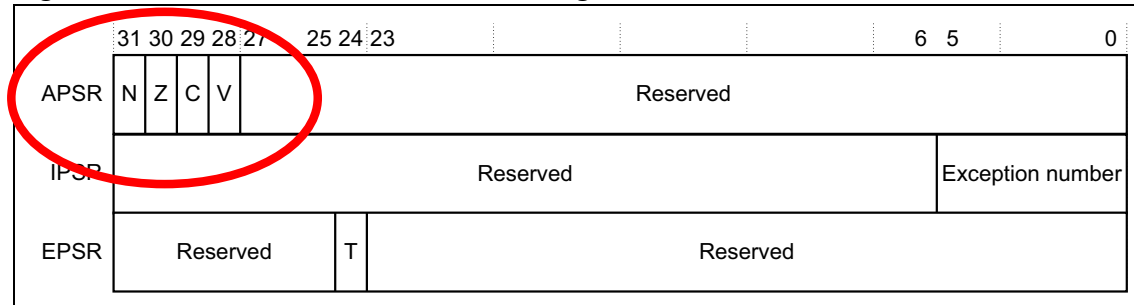 31 30 29 28 27 25 24 23 6 5 0
APSR N Z C V Reserved
IPSR Reserved Exception number
EPSR Reserved T Reserved